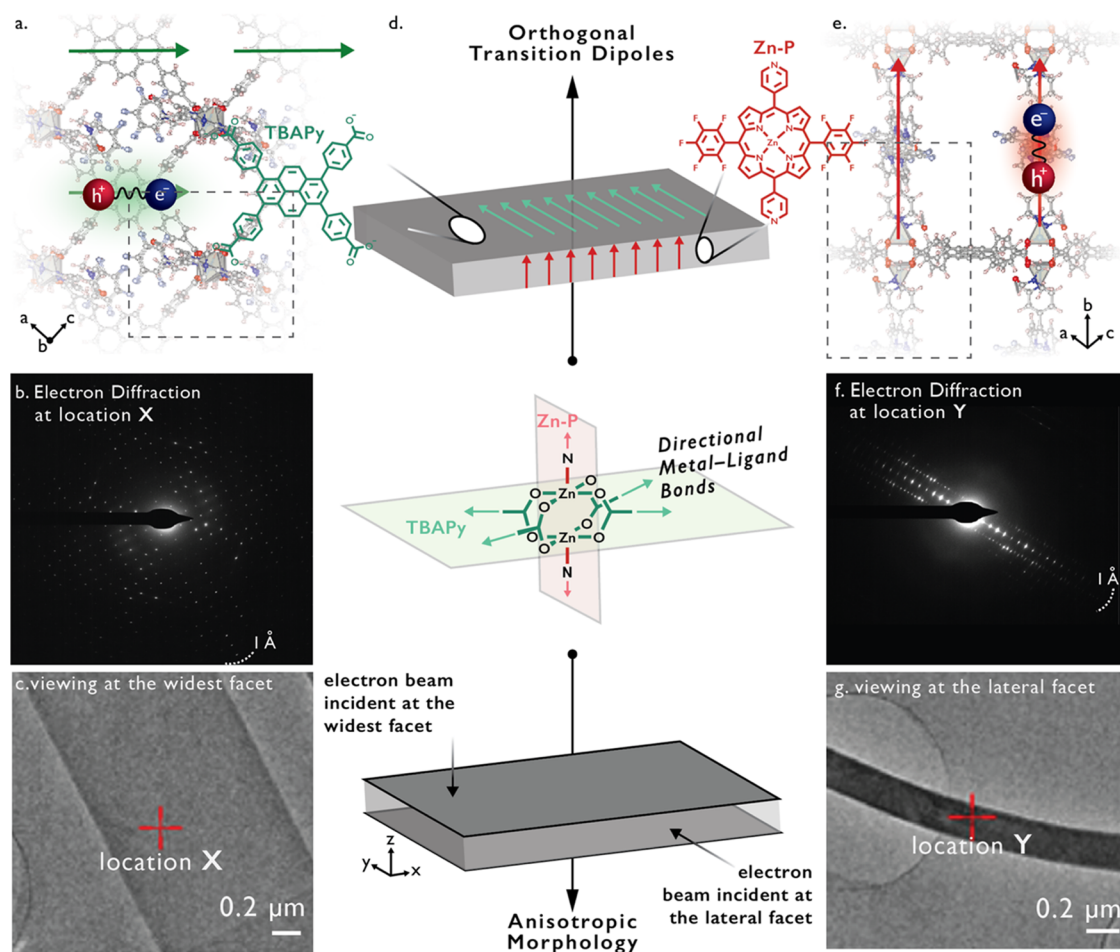 a.
TBAPy
O⁻
O
O
O⁻
O⁻
O
O
O⁻
h⁺
e⁻
a
c
b
d.
Orthogonal
Transition Dipoles
Zn-P
N
F
F
F
F
F
N
N
Zn
N
N
F
F
F
F
F
N
e.
e⁻
h⁺
b
a
c
b. Electron Diffraction
at location X
1 Å
Zn-P
N
O
O
O
Zn
O
Directional
Metal–Ligand
Bonds
TBAPy
O
O
Zn
O
O
N
f. Electron Diffraction
at location Y
1 Å
c.viewing at the widest facet
location X
0.2 µm
electron beam
incident at the
widest facet
z
y
x
electron
beam incident at
the lateral facet
Anisotropic
Morphology
g. viewing at the lateral facet
location Y
0.2 µm